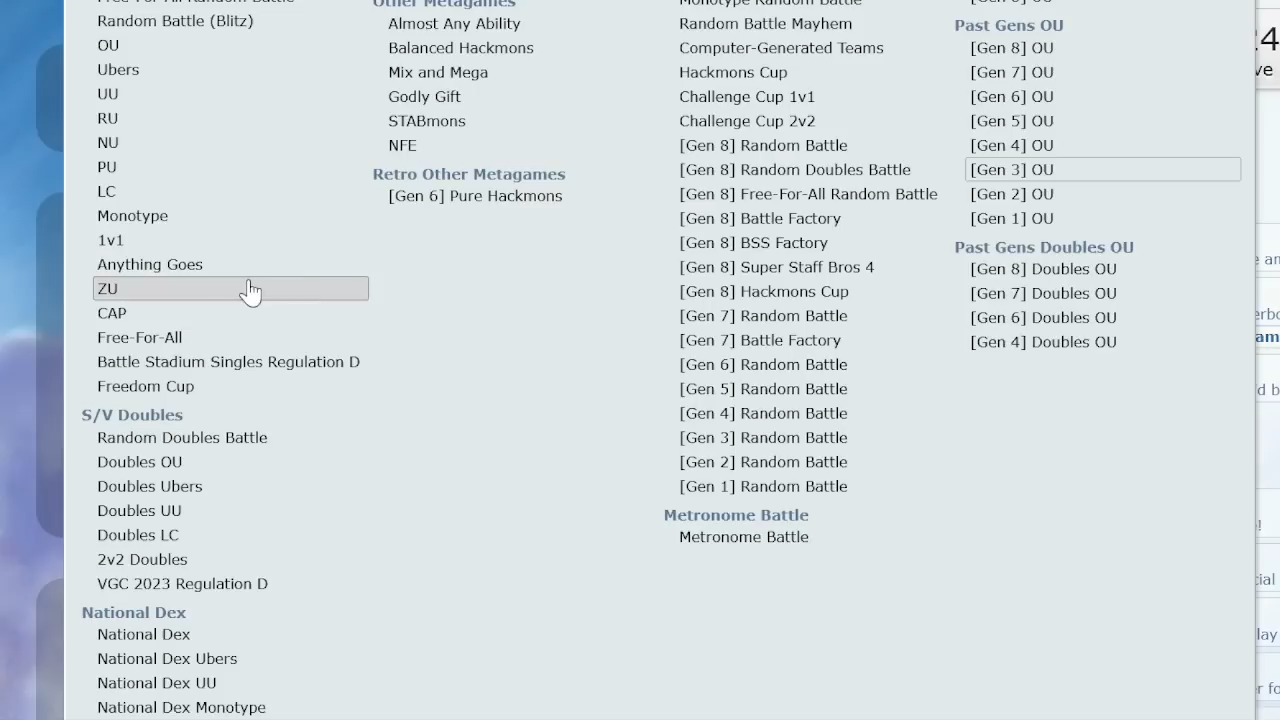 Random Battle (Blitz)
OU
Ubers
UU
RU
NU
PU
LC
Monotype
1v1
Anything Goes
ZU
CAP
Free-For-All
Battle Stadium Singles Regulation D
Freedom Cup
S/V Doubles
Random Doubles Battle
Doubles OU
Doubles Ubers
Doubles UU
Doubles LC
2v2 Doubles
VGC 2023 Regulation D
National Dex
National Dex
National Dex Ubers
National Dex UU
National Dex Monotype
Other Metagames
Almost Any Ability
Balanced Hackmons
Mix and Mega
Godly Gift
STABmons
NFE
Retro Other Metagames
[Gen 6] Pure Hackmons
Monotype Random Battle
Random Battle Mayhem
Computer-Generated Teams
Hackmons Cup
Challenge Cup 1v1
Challenge Cup 2v2
[Gen 8] Random Battle
[Gen 8] Random Doubles Battle
[Gen 8] Free-For-All Random Battle
[Gen 8] Battle Factory
[Gen 8] BSS Factory
[Gen 8] Super Staff Bros 4
[Gen 8] Hackmons Cup
[Gen 7] Random Battle
[Gen 7] Battle Factory
[Gen 6] Random Battle
[Gen 5] Random Battle
[Gen 4] Random Battle
[Gen 3] Random Battle
[Gen 2] Random Battle
[Gen 1] Random Battle
Metronome Battle
Metronome Battle
Past Gens OU
[Gen 8] OU
[Gen 7] OU
[Gen 6] OU
[Gen 5] OU
[Gen 4] OU
[Gen 3] OU
[Gen 2] OU
[Gen 1] OU
Past Gens Doubles OU
[Gen 8] Doubles OU
[Gen 7] Doubles OU
[Gen 6] Doubles OU
[Gen 4] Doubles OU